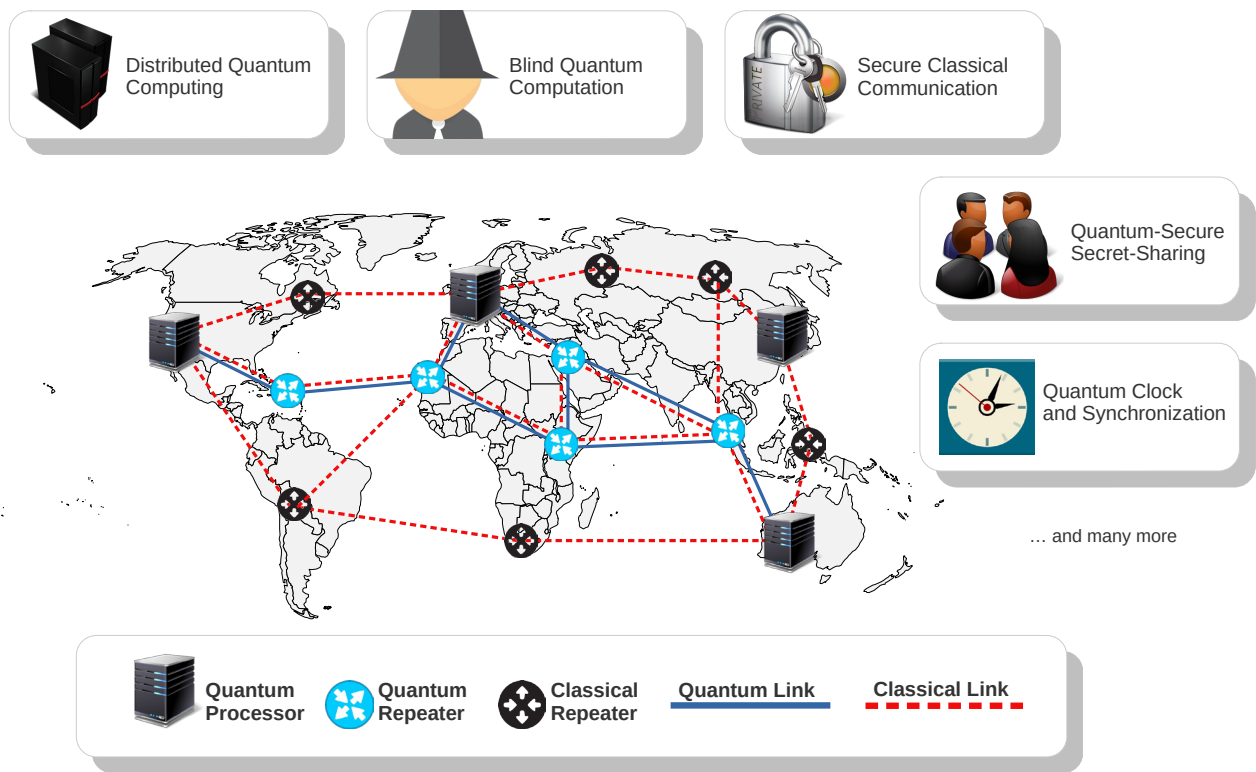 Distributed Quantum
Computing
Blind Quantum
Computation
PRIVATE
Secure Classical
Communication
Quantum-Secure
Secret-Sharing
Quantum Clock
and Synchronization
… and many more
Quantum
Processor
Quantum
Repeater
Classical
Repeater
Quantum Link
Classical Link